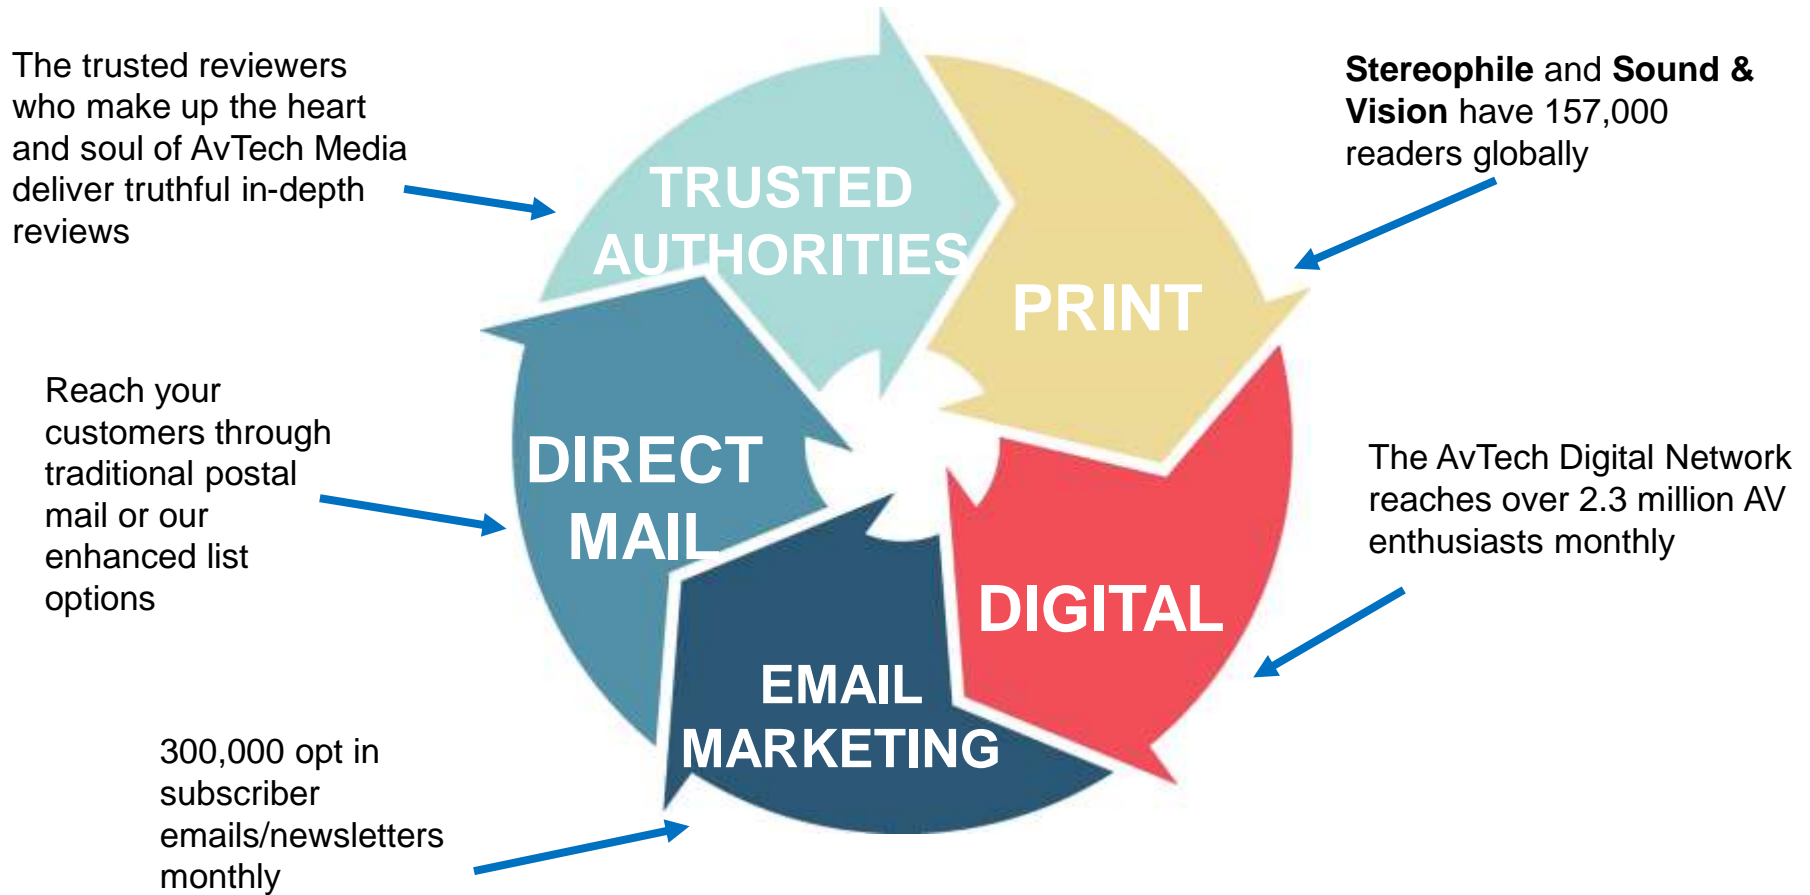 The trusted reviewers
who make up the heart
and soul of AvTech Media
deliver truthful in-depth
reviews
TRUSTED
AUTHORITIES
Stereophile and Sound &
Vision have 157,000
readers globally
PRINT
Reach your
customers through
traditional postal
mail or our
enhanced list
options
DIRECT
MAIL
The AvTech Digital Network
reaches over 2.3 million AV
enthusiasts monthly
DIGITAL
EMAIL
MARKETING
300,000 opt in
subscriber
emails/newsletters
monthly